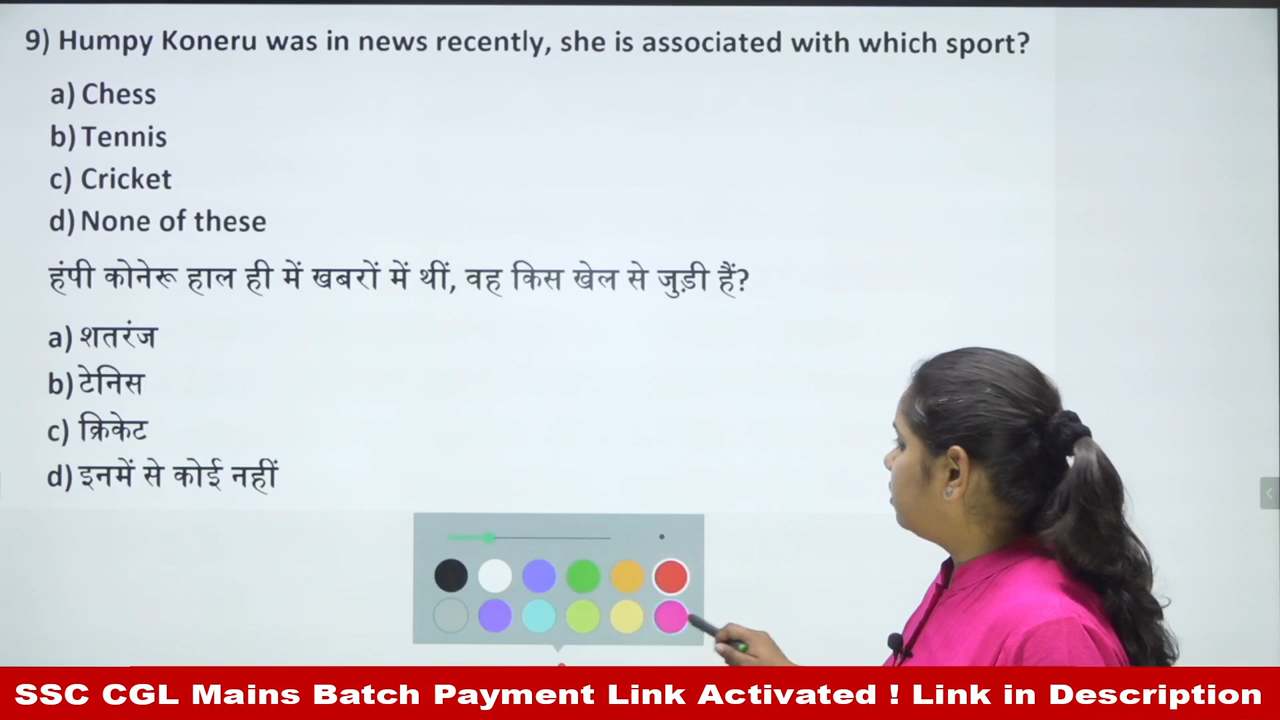 9) Humpy Koneru was in news recently, she is associated with which sport?
a) Chess
b) Tennis
c) Cricket
d) None of these
हंपी कोनेरू हाल ही में खबरों में थीं, वह किस खेल से जुड़ी हैं?
a) शतरंज
b) टेनिस
c) क्रिकेट
d) इनमें से कोई नहीं
SSC CGL Mains Batch Payment Link Activated ! Link in Description